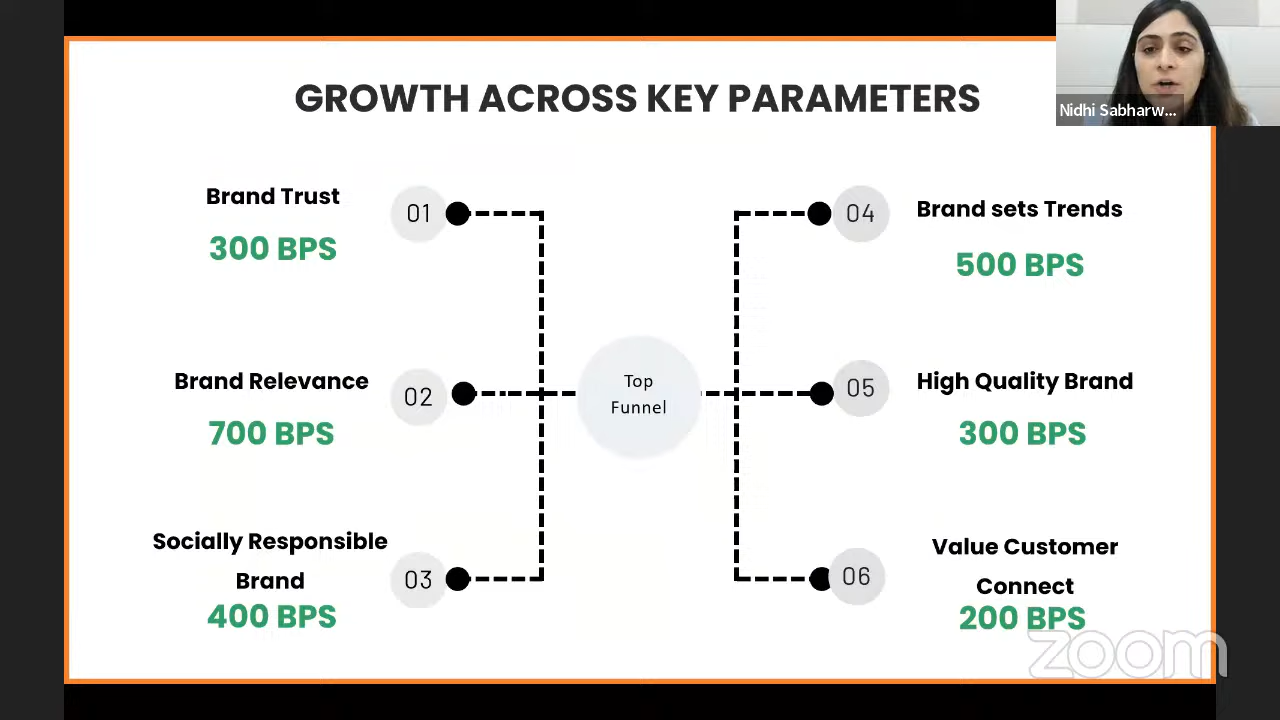 GROWTH ACROSS KEY PARAMETERS
Nidhi Sabharw...
Brand Trust
300 BPS
01
Brand Relevance
700 BPS
02
Socially Responsible
Brand
400 BPS
03
Top
Funnel
04
Brand sets Trends
500 BPS
05
High Quality Brand
300 BPS
06
Value Customer
Connect
200 BPS
zoom